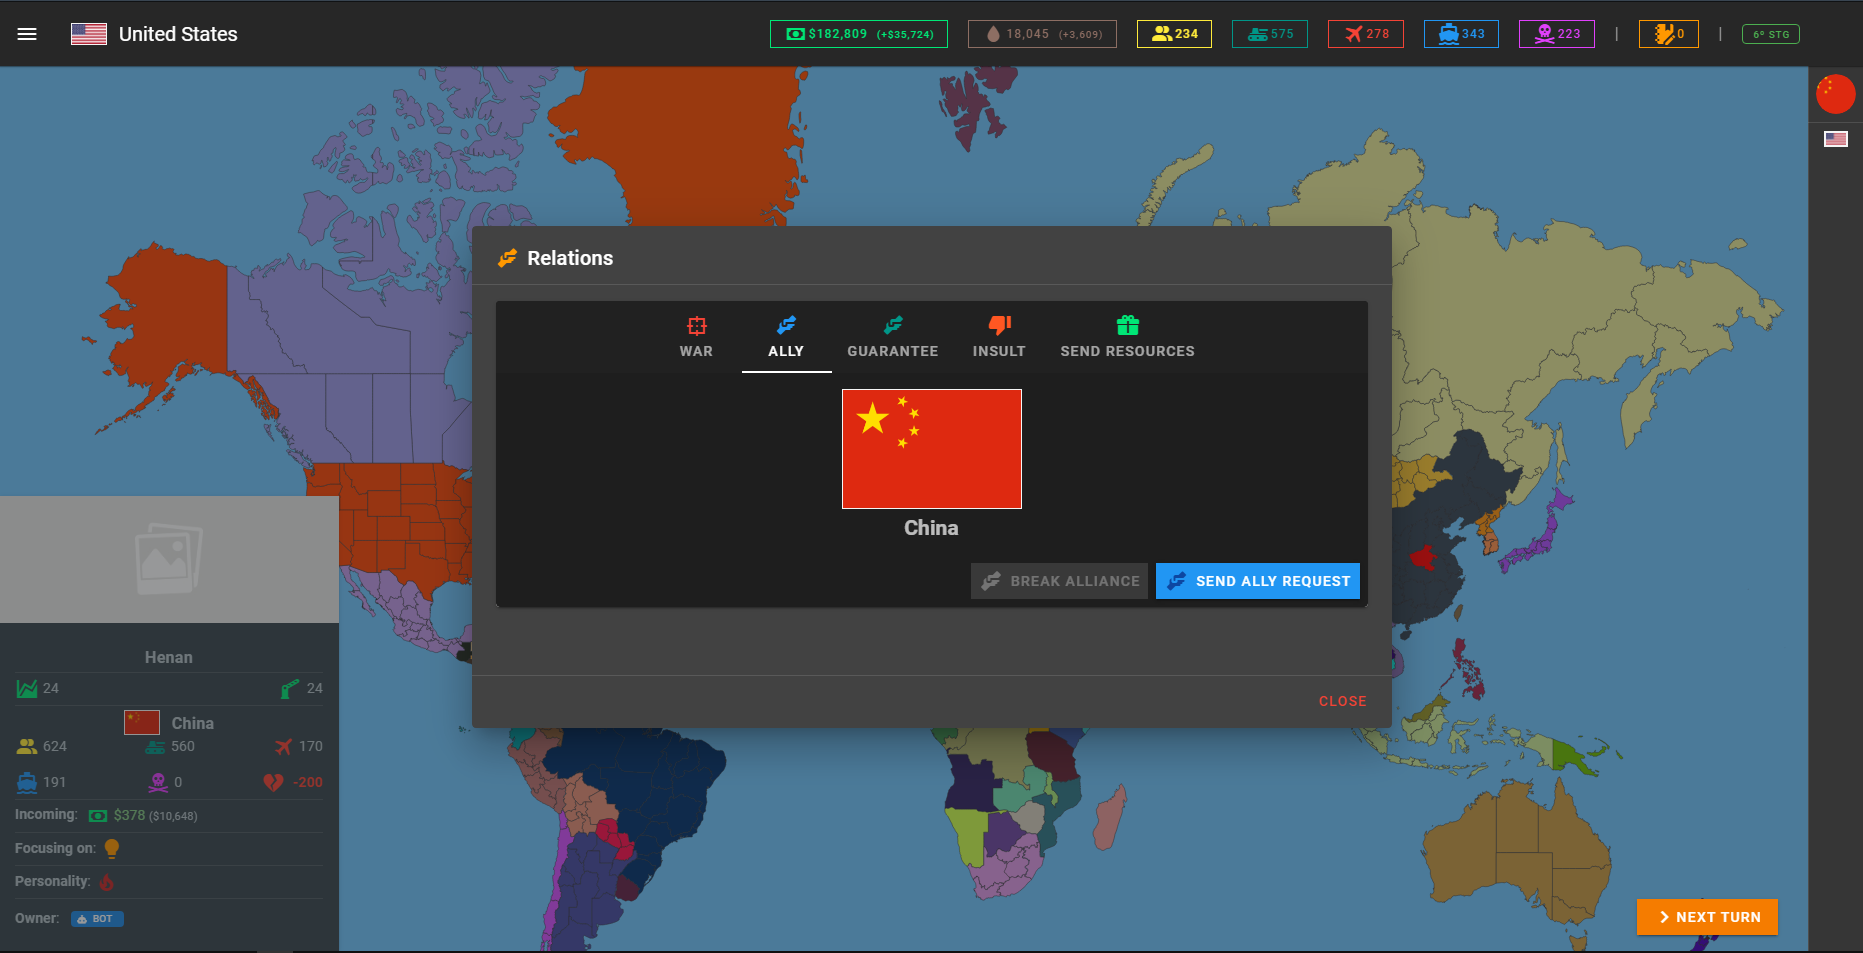 United States
$182,809 (+$35,724)
18,045 (+3,609)
234
575
278
343
223
|
0
|
6º STG
Relations
WAR
ALLY
GUARANTEE
INSULT
SEND RESOURCES
China
BREAK ALLIANCE
SEND ALLY REQUEST
CLOSE
Henan
24
24
China
624
560
170
191
0
-200
Incoming: $378 ($10,648)
Focusing on:
Personality:
Owner: BOT
NEXT TURN